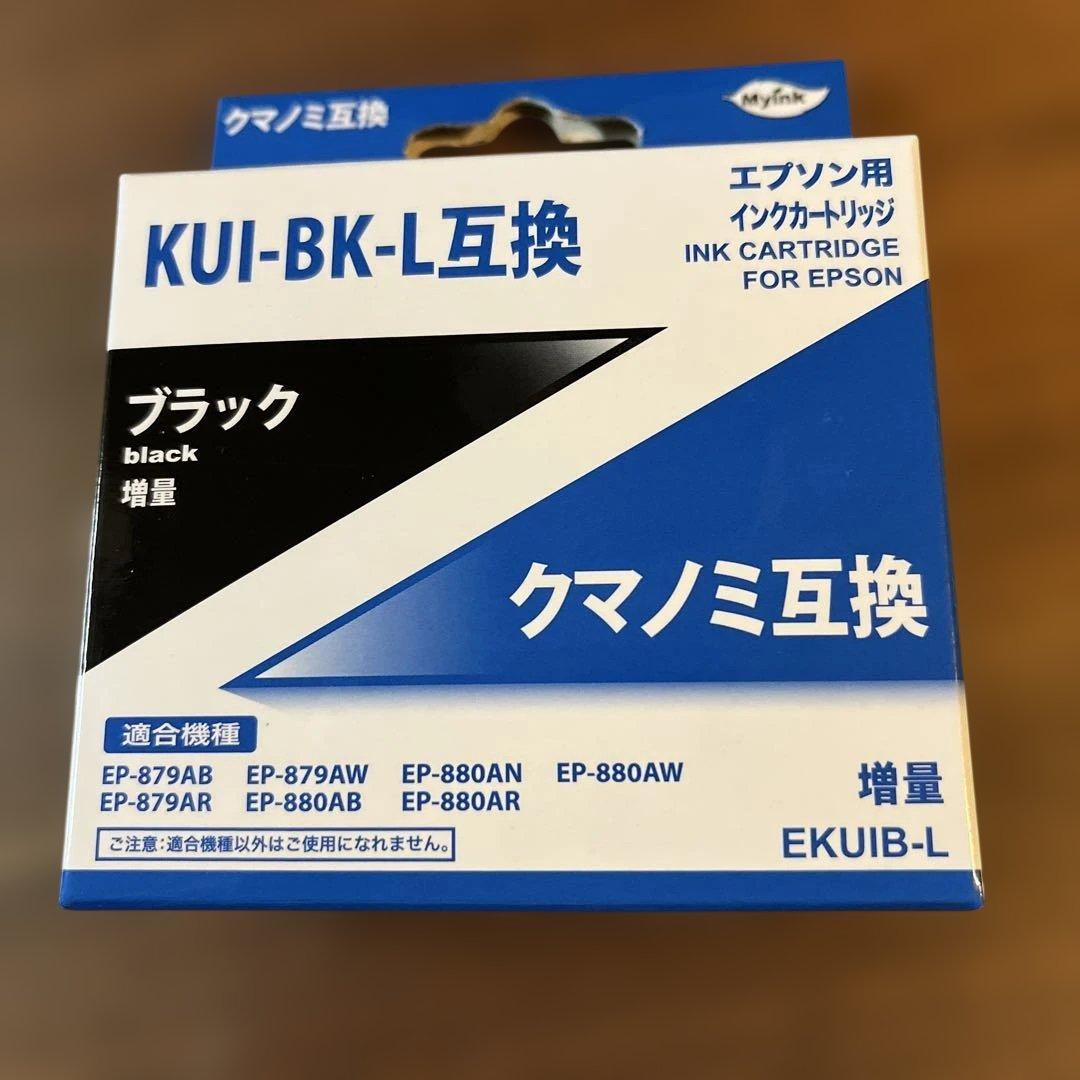 クマノミ互換
Myink
KUI-BK-L互換
エプソン用
インクカートリッジ
INK CARTRIDGE
FOR EPSON
ブラック
black
増量
クマノミ互換
適合機種
EP-879AB EP-879AW EP-880AN EP-880AW
EP-879AR EP-880AB EP-880AR
ご注意:適合機種以外はご使用になれません。
増量
EKUIB-L